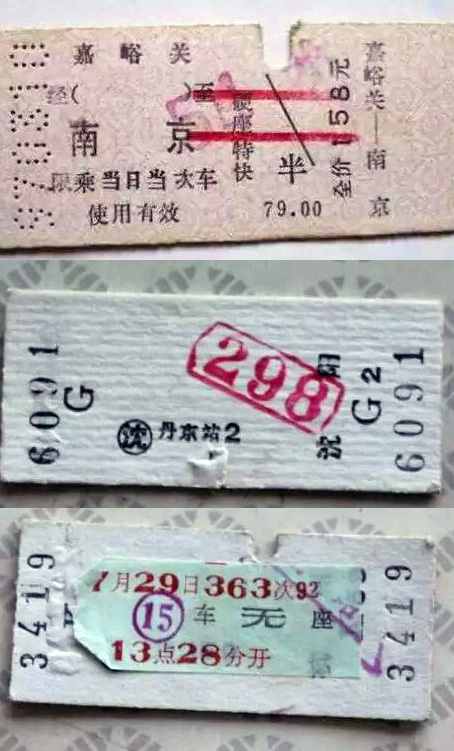 嘉峪关
经( )至
南京
限乘当日当次车
使用有效
硬座特快
半
79.00
全价158元
嘉峪关—南京
6091
G
298
沈 丹京站2
沈阳
G2
6091
3419
7月29日363次92
15 车 无 座
13点28分开
3419